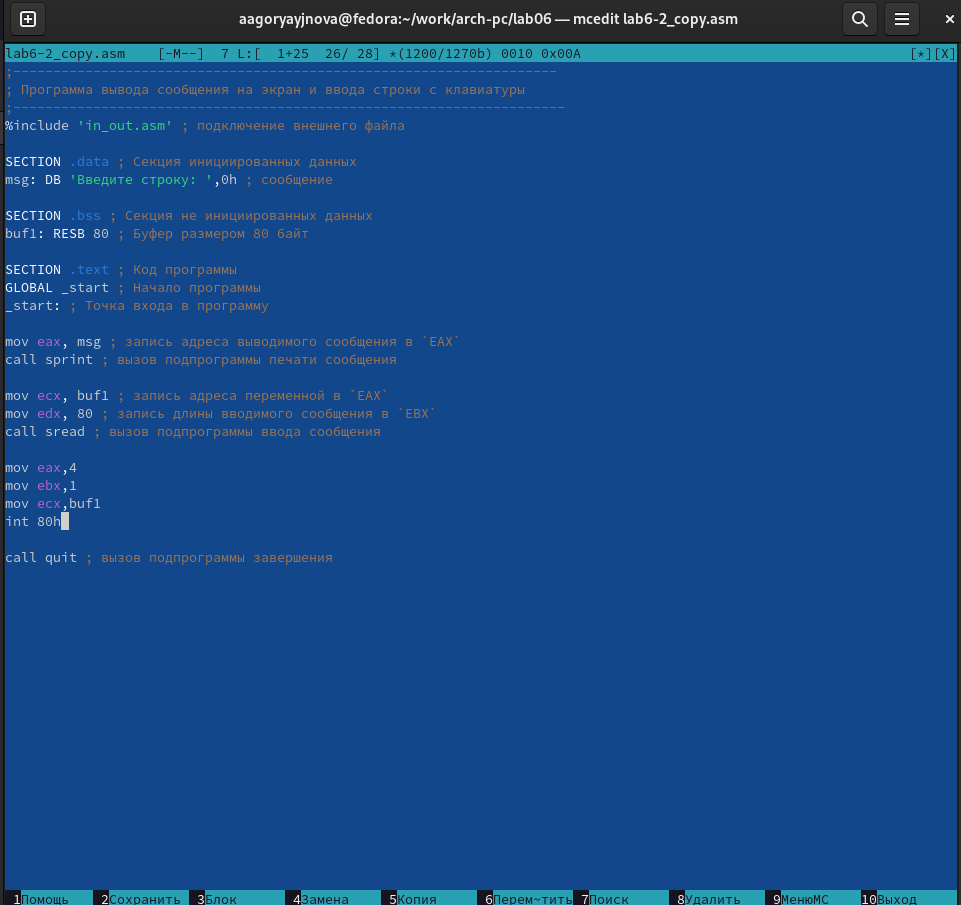 aagoryayjnova@fedora:~/work/arch-pc/lab06 — mcedit lab6-2_copy.asm
lab6-2_copy.asm [-M--] 7 L:[ 1+25 26/ 28] *(1200/1270b) 0010 0x00A [*][X]
;--------------------------------------------------------------------
; Программа вывода сообщения на экран и ввода строки с клавиатуры
;---------------------------------------------------------------------
%include 'in_out.asm' ; подключение внешнего файла
SECTION .data ; Секция инициированных данных
msg: DB 'Введите строку: ',0h ; сообщение
SECTION .bss ; Секция не инициированных данных
buf1: RESB 80 ; Буфер размером 80 байт
SECTION .text ; Код программы
GLOBAL _start ; Начало программы
_start: ; Точка входа в программу
mov eax, msg ; запись адреса выводимого сообщения в `EAX`
call sprint ; вызов подпрограммы печати сообщения
mov ecx, buf1 ; запись адреса переменной в `EAX`
mov edx, 80 ; запись длины вводимого сообщения в `EBX`
call sread ; вызов подпрограммы ввода сообщения
mov eax,4
mov ebx,1
mov ecx,buf1
int 80h
call quit ; вызов подпрограммы завершения
1Помощь 2Сохранить 3Блок 4Замена 5Копия 6Перем~тить 7Поиск 8Удалить 9МенюMC 10Выход